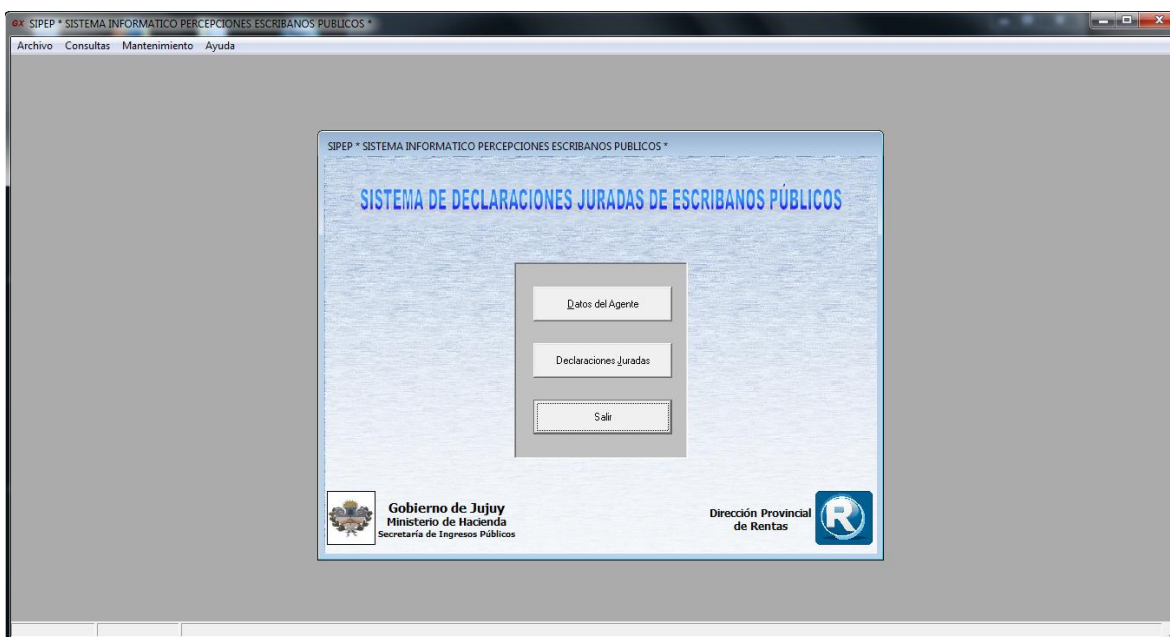 GX SIPEP * SISTEMA INFORMATICO PERCEPCIONES ESCRIBANOS PUBLICOS *
Archivo Consultas Mantenimiento Ayuda
SIPEP * SISTEMA INFORMATICO PERCEPCIONES ESCRIBANOS PUBLICOS *
SISTEMA DE DECLARACIONES JURADAS DE ESCRIBANOS PÚBLICOS
Datos del Agente
Declaraciones Juradas
Salir
Gobierno de Jujuy
Ministerio de Hacienda
Secretaría de Ingresos Públicos
Dirección Provincial
de Rentas
R